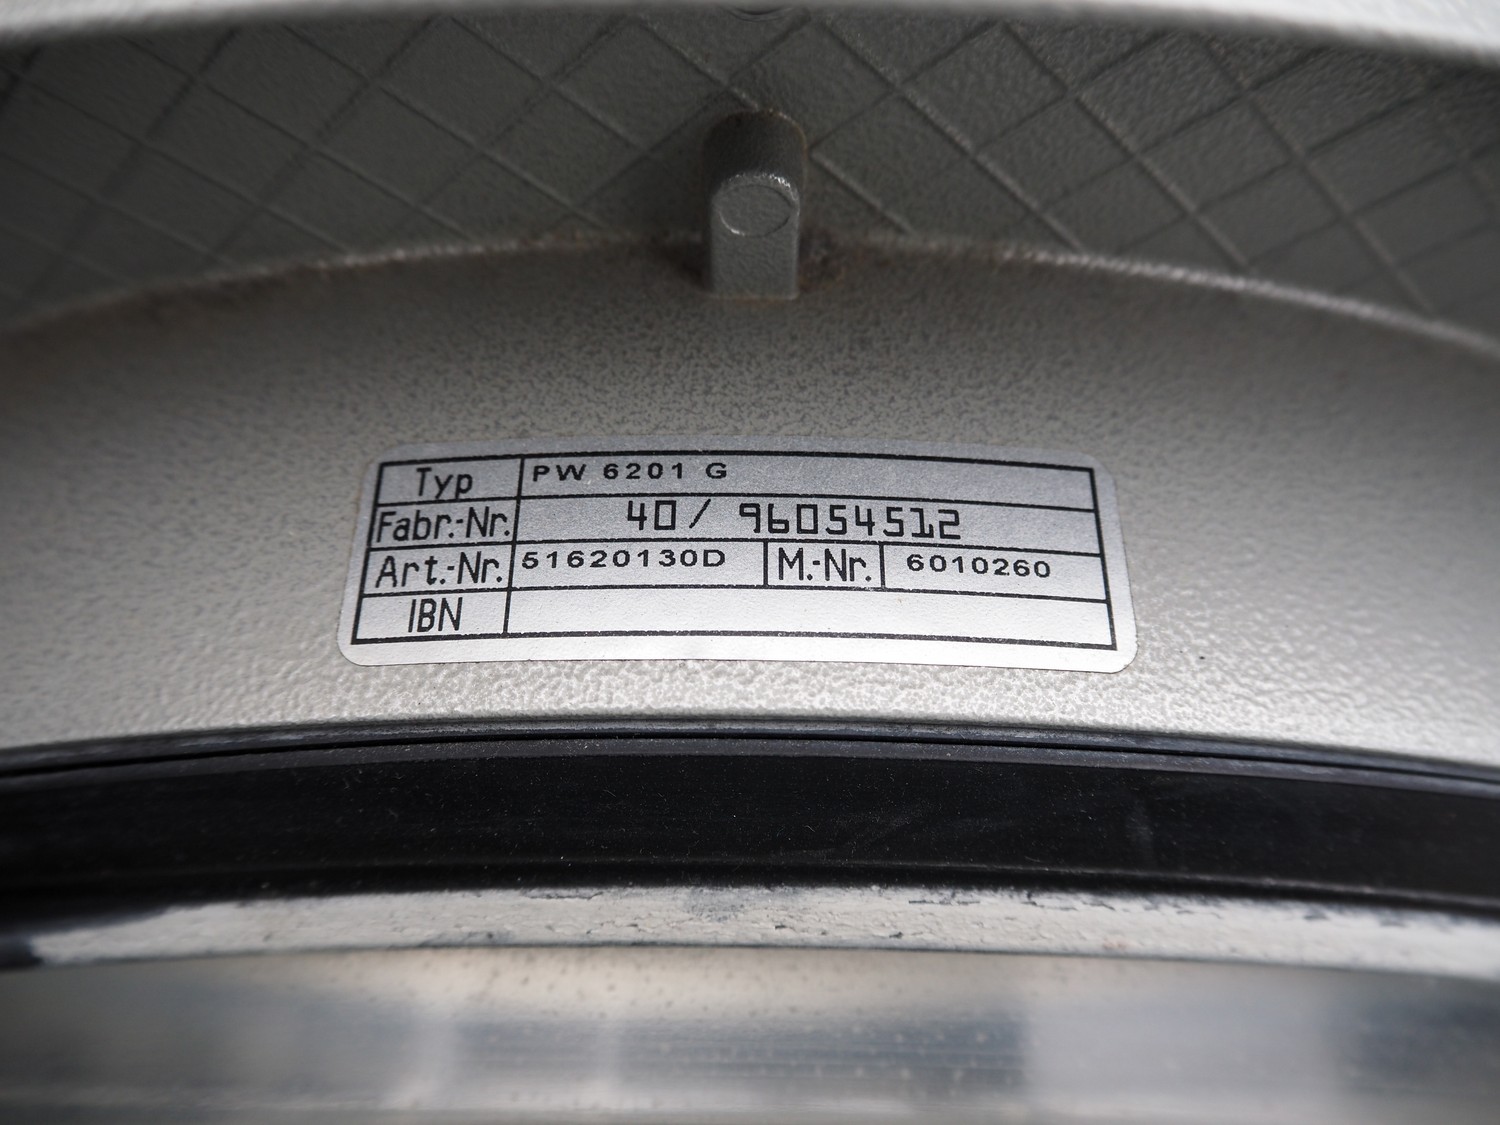 Typ PW 6201 G
Fabr.-Nr. 40/ 96054512
Art.-Nr. 51620130D M.-Nr. 6010260
IBN